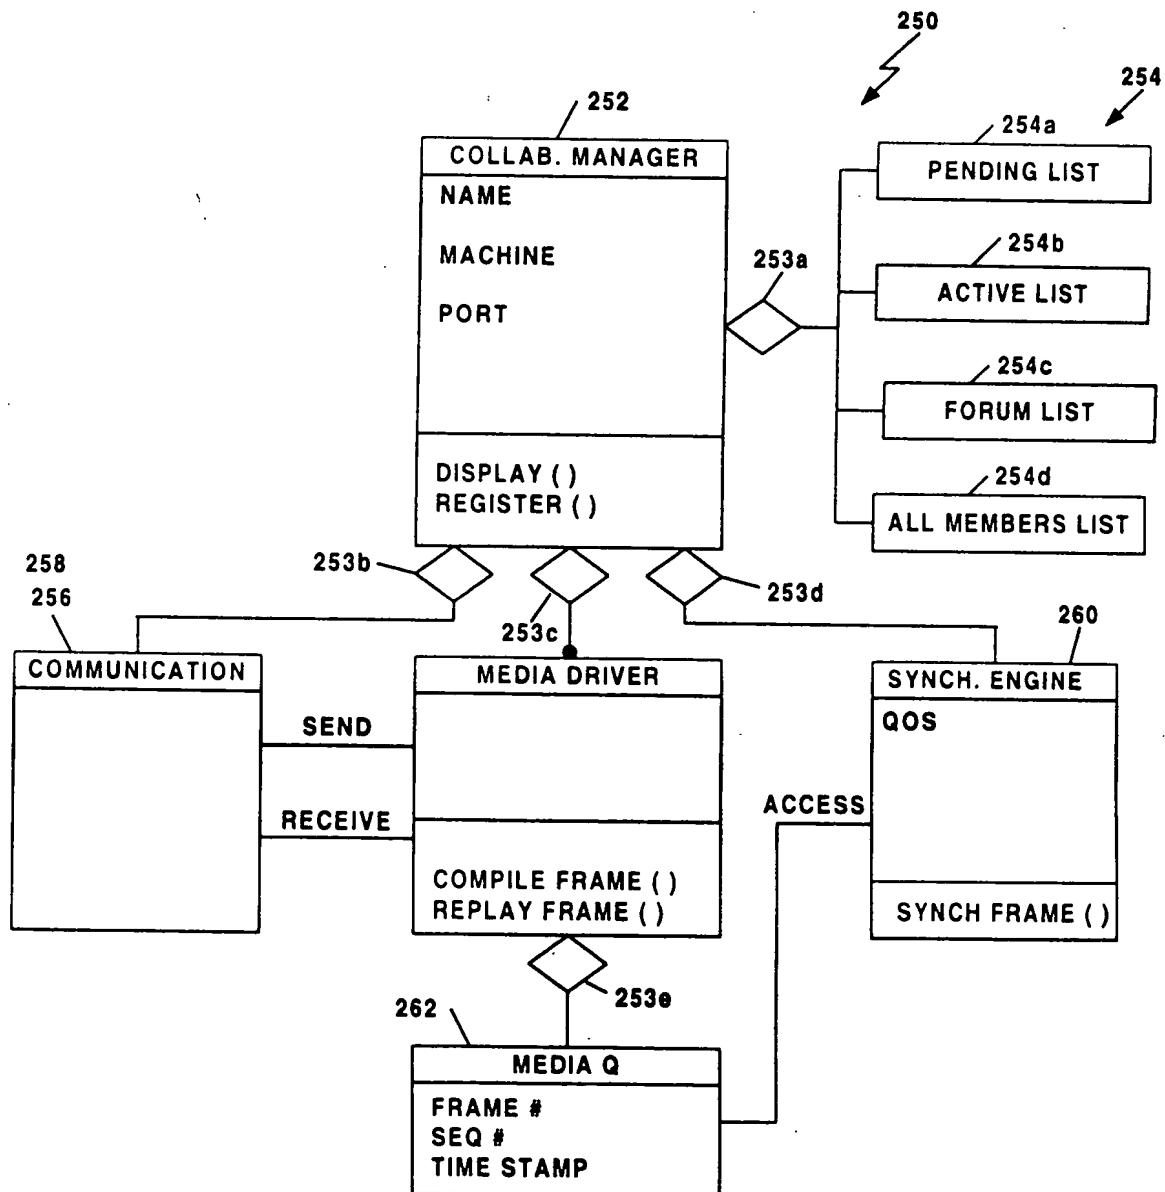 250
254
252
254a
COLLAB. MANAGER
PENDING LIST
NAME
MACHINE
PORT
253a
254b
ACTIVE LIST
254c
FORUM LIST
254d
ALL MEMBERS LIST
DISPLAY ( )
REGISTER ( )
253b
253c
253d
258
256
260
COMMUNICATION
MEDIA DRIVER
SYNCH. ENGINE
QOS
SEND
RECEIVE
ACCESS
COMPILE FRAME ( )
REPLAY FRAME ( )
SYNCH FRAME ( )
253e
262
MEDIA Q
FRAME #
SEQ #
TIME STAMP